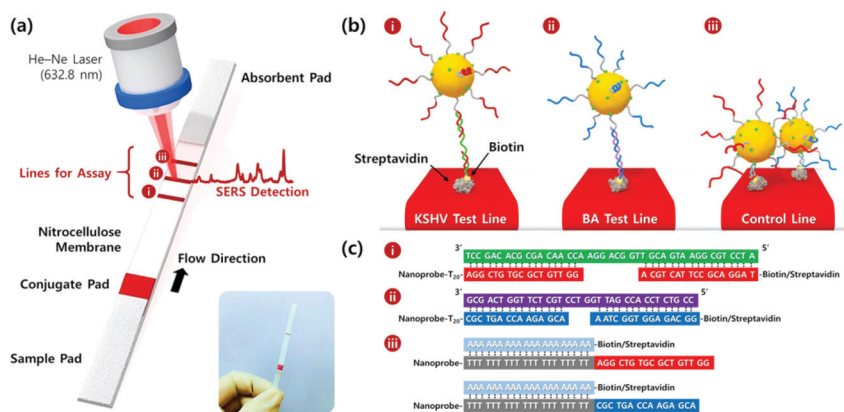 (a)
He–Ne Laser
(632.8 nm)
Absorbent Pad
Lines for Assay
iii
ii
i
SERS Detection
Nitrocellulose
Membrane
Flow Direction
Conjugate Pad
Sample Pad
(b)
i
ii
iii
Streptavidin
Biotin
KSHV Test Line
BA Test Line
Control Line
(c)
i
3′ 5′
TCC GAC ACG CGA CAA CCA AGG ACG GTT GCA GTA AGG CGT CCT A
Nanoprobe-T20- AGG CTG TGC GCT GTT GG A CGT CAT TCC GCA GGA T -Biotin/Streptavidin
ii
3′ 5′
GCG ACT GGT TCT CGT CCT GGT TAG CCA CCT CTG CC
Nanoprobe-T20- CGC TGA CCA AGA GCA A ATC GGT GGA GAC GG -Biotin/Streptavidin
iii
AAA AAA AAA AAA AAA AAA AA -Biotin/Streptavidin
Nanoprobe- TTT TTT TTT TTT TTT TTT TT AGG CTG TGC GCT GTT GG
AAA AAA AAA AAA AAA AAA AA -Biotin/Streptavidin
Nanoprobe- TTT TTT TTT TTT TTT TTT TT CGC TGA CCA AGA GCA